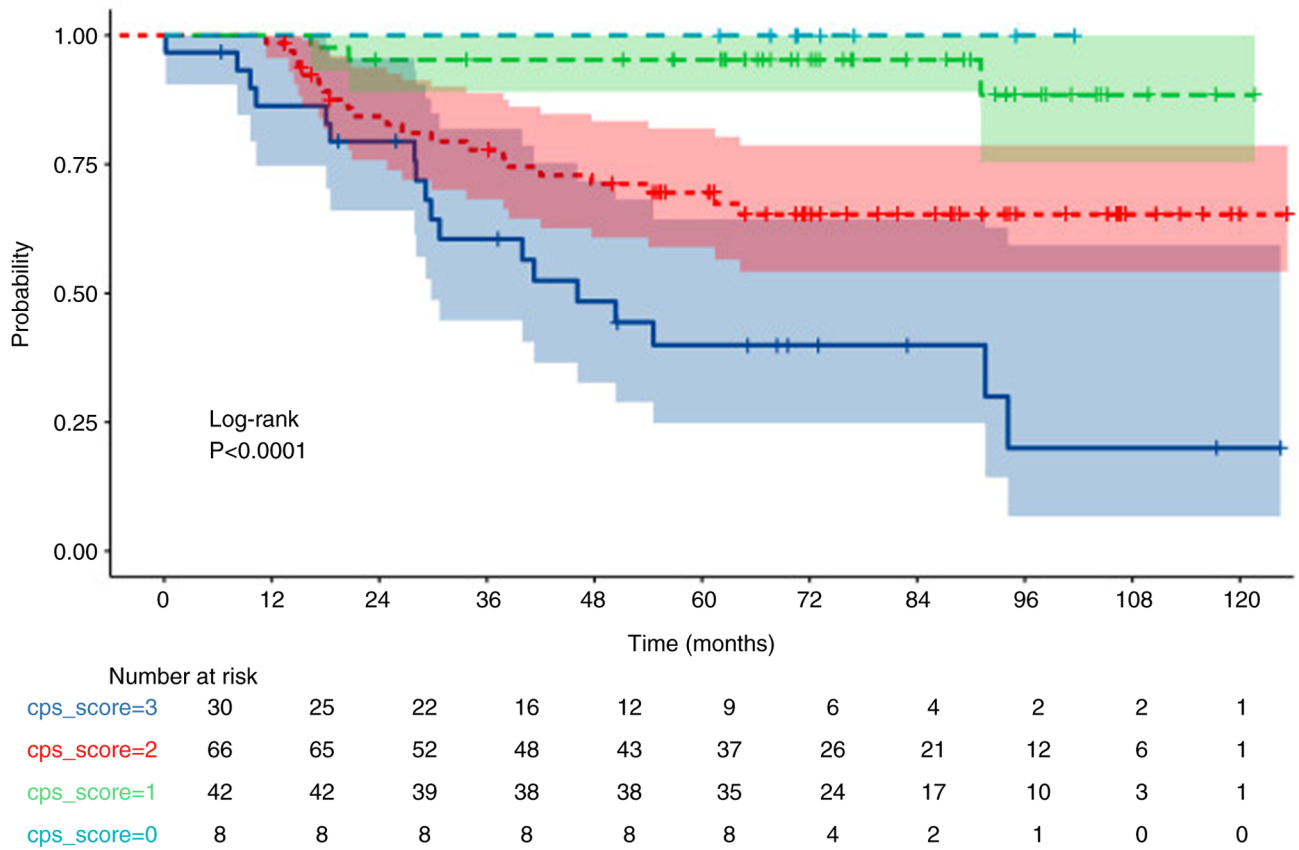 1.00
0.75
0.50
0.25
0.00
Probability
Log-rank
P<0.0001
0 12 24 36 48 60 72 84 96 108 120
Time (months)
Number at risk
cps_score=3 30 25 22 16 12 9 6 4 2 2 1
cps_score=2 66 65 52 48 43 37 26 21 12 6 1
cps_score=1 42 42 39 38 38 35 24 17 10 3 1
cps_score=0 8 8 8 8 8 8 4 2 1 0 0